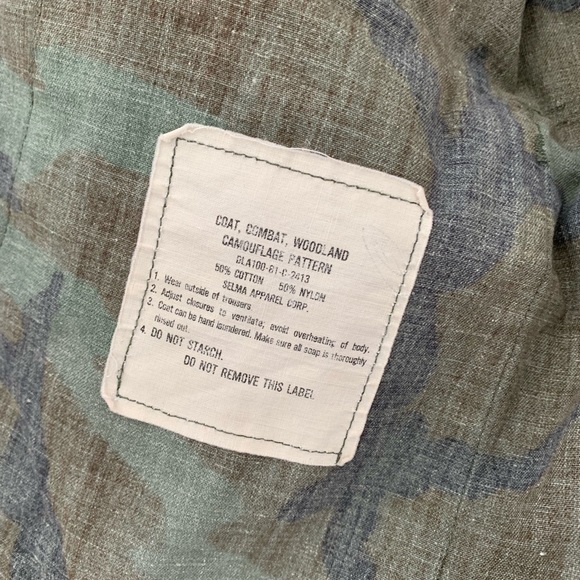 COAT, COMBAT, WOODLAND
CAMOUFLAGE PATTERN
DLA100-81-C-2413
50% COTTON 50% NYLON
SELMA APPAREL CORP.
1. Wear outside of trousers
2. Adjust closures to ventilate, avoid overheating of body.
3. Coat can be hand laundered. Make sure all soap is thoroughly
rinsed out.
4. DO NOT STARCH.
DO NOT REMOVE THIS LABEL